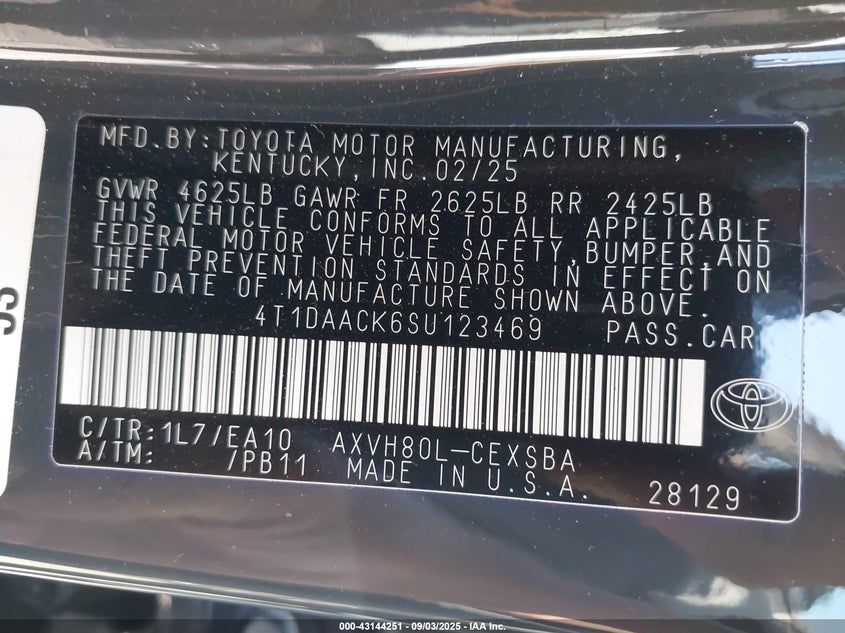 MFD.BY:TOYOTA MOTOR MANUFACTURING,
KENTUCKY,INC.02/25
GVWR 4625LB GAWR FR 2625LB RR 2425LB
THIS VEHICLE CONFORMS TO ALL APPLICABLE
FEDERAL MOTOR VEHICLE SAFETY,BUMPER,AND
THEFT PREVENTION STANDARDS IN EFFECT ON
THE DATE OF MANUFACTURE SHOWN ABOVE.
4T1DAACK6SU123469 PASS.CAR
C/TR:1L7/EA10 AXVH80L-CEXSBA
A/TM: /PB11 MADE IN U.S.A. 28129
000-43144251 - 09/03/2025 - IAA Inc.